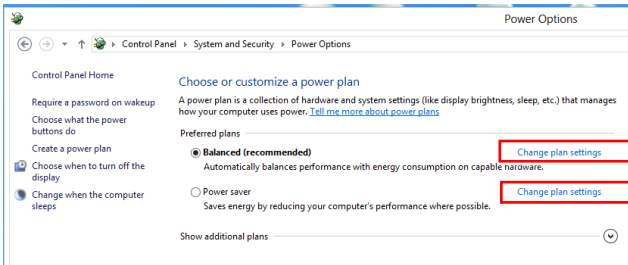 Power Options
Control Panel ▸ System and Security ▸ Power Options
Control Panel Home
Require a password on wakeup
Choose what the power
buttons do
Create a power plan
Choose when to turn off the
display
Change when the computer
sleeps
Choose or customize a power plan
A power plan is a collection of hardware and system settings (like display brightness, sleep, etc.) that manages
how your computer uses power. Tell me more about power plans
Preferred plans
Balanced (recommended) Change plan settings
Automatically balances performance with energy consumption on capable hardware.
Power saver Change plan settings
Saves energy by reducing your computer's performance where possible.
Show additional plans